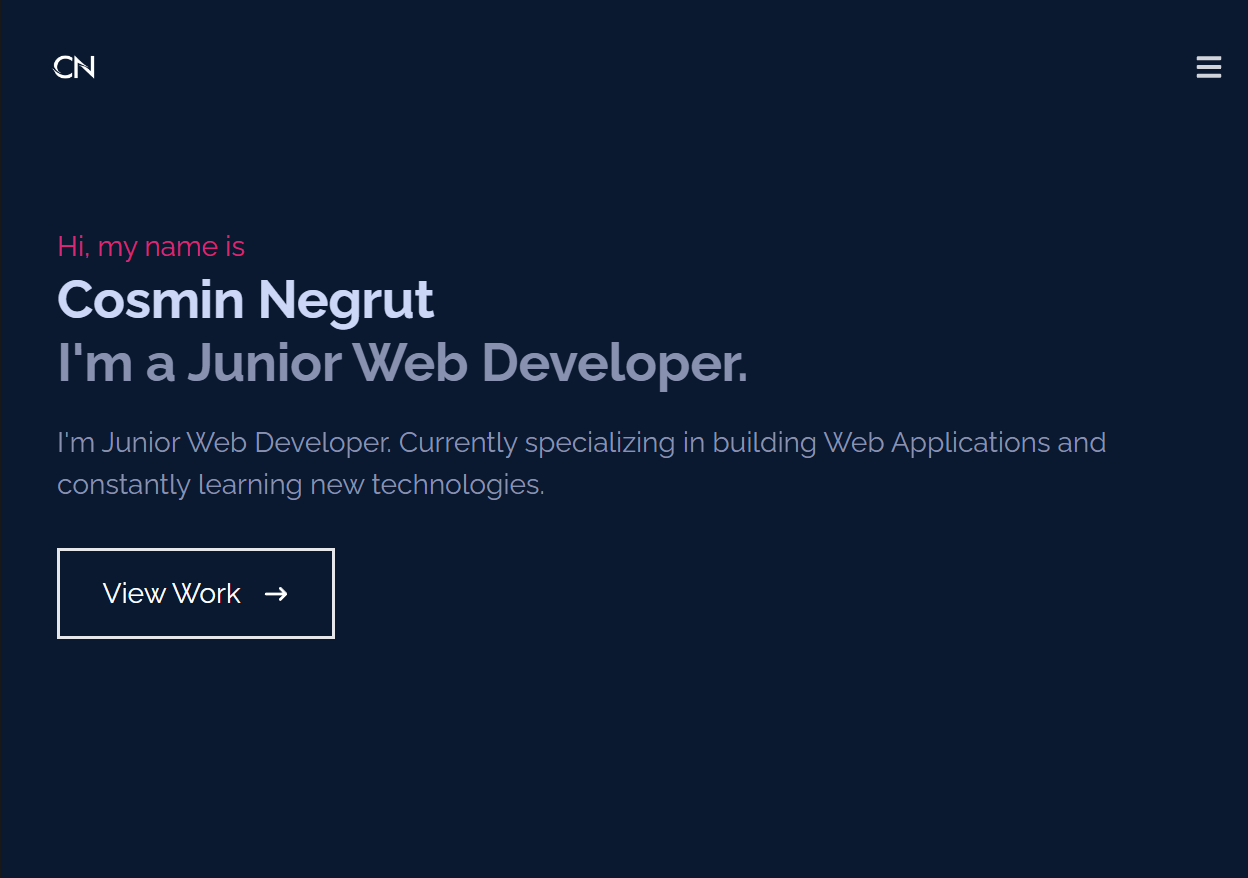 CN
Hi, my name is
Cosmin Negrut
I'm a Junior Web Developer.
I'm Junior Web Developer. Currently specializing in building Web Applications and
constantly learning new technologies.
View Work